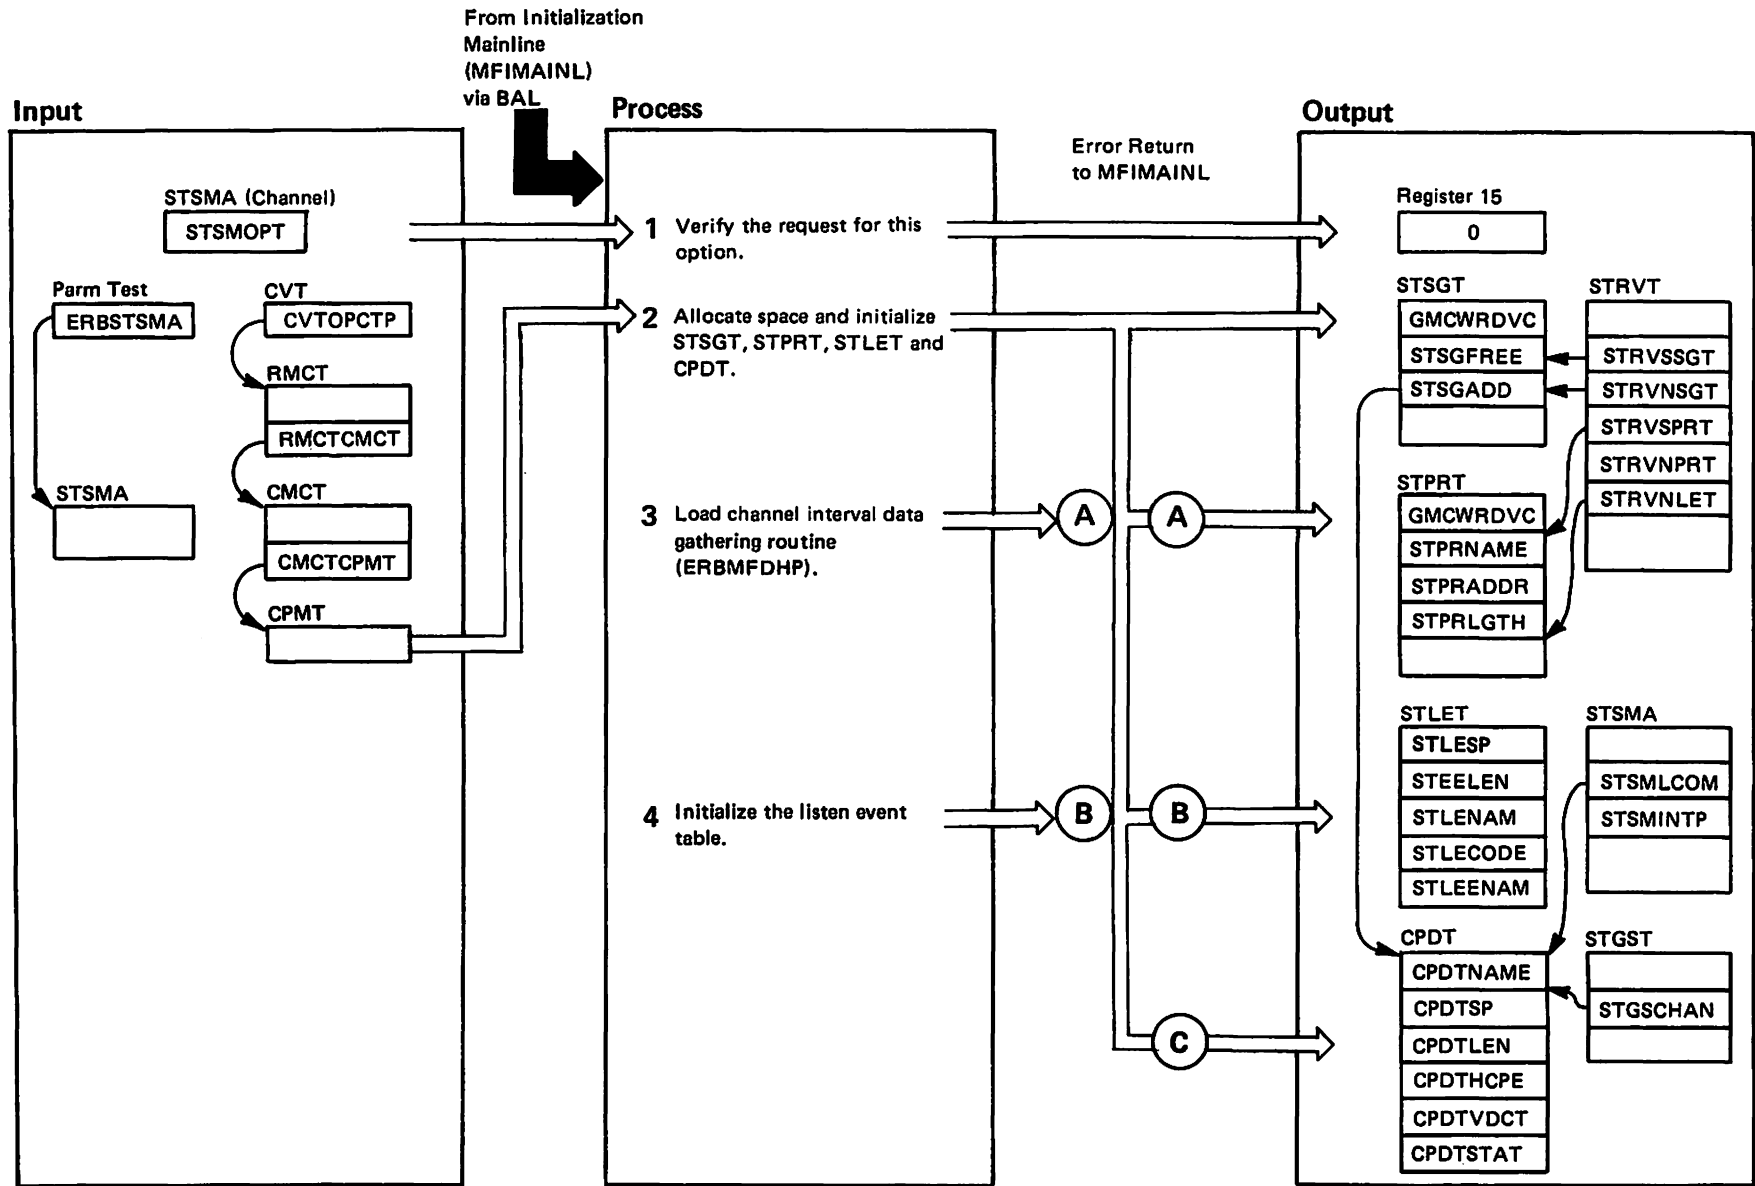 From Initialization
Mainline
(MFIMAINL)
via BAL
Input
Process
Output
Error Return
to MFIMAINL
STSMA (Channel)
STSMOPT
Parm Test
ERBSTSMA
CVT
CVTOPCTP
RMCT
RMCTCMCT
STSMA
CMCT
CMCTCPMT
CPMT
1 Verify the request for this
option.
2 Allocate space and initialize
STSGT, STPRT, STLET and
CPDT.
3 Load channel interval data
gathering routine
(ERBMFDHP).
4 Initialize the listen event
table.
A
A
B
B
C
Register 15
0
STSGT
GMCWRDVC
STSGFREE
STSGADD
STRVT
STRVSSGT
STRVNSGT
STRVSPRT
STRVNPRT
STRVNLET
STPRT
GMCWRDVC
STPRNAME
STPRADDR
STPRLGTH
STLET
STLESP
STEELEN
STLENAM
STLECODE
STLEENAM
STSMA
STSMLCOM
STSMINTP
CPDT
CPDTNAME
CPDTSP
CPDTLEN
CPDTHCPE
CPDTVDCT
CPDTSTAT
STGST
STGSCHAN